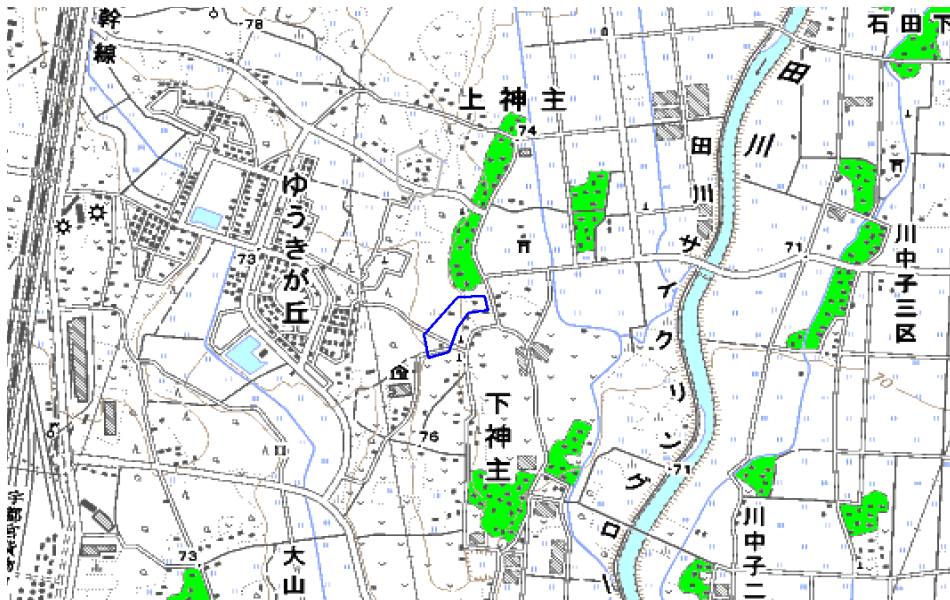 幹線
78
石田下
上神主
74
田川
田川サイクリングロー
ゆうきが丘
73
71
川中子三区
70
下神主
76
71
川中子二
大山
73
宇都宮